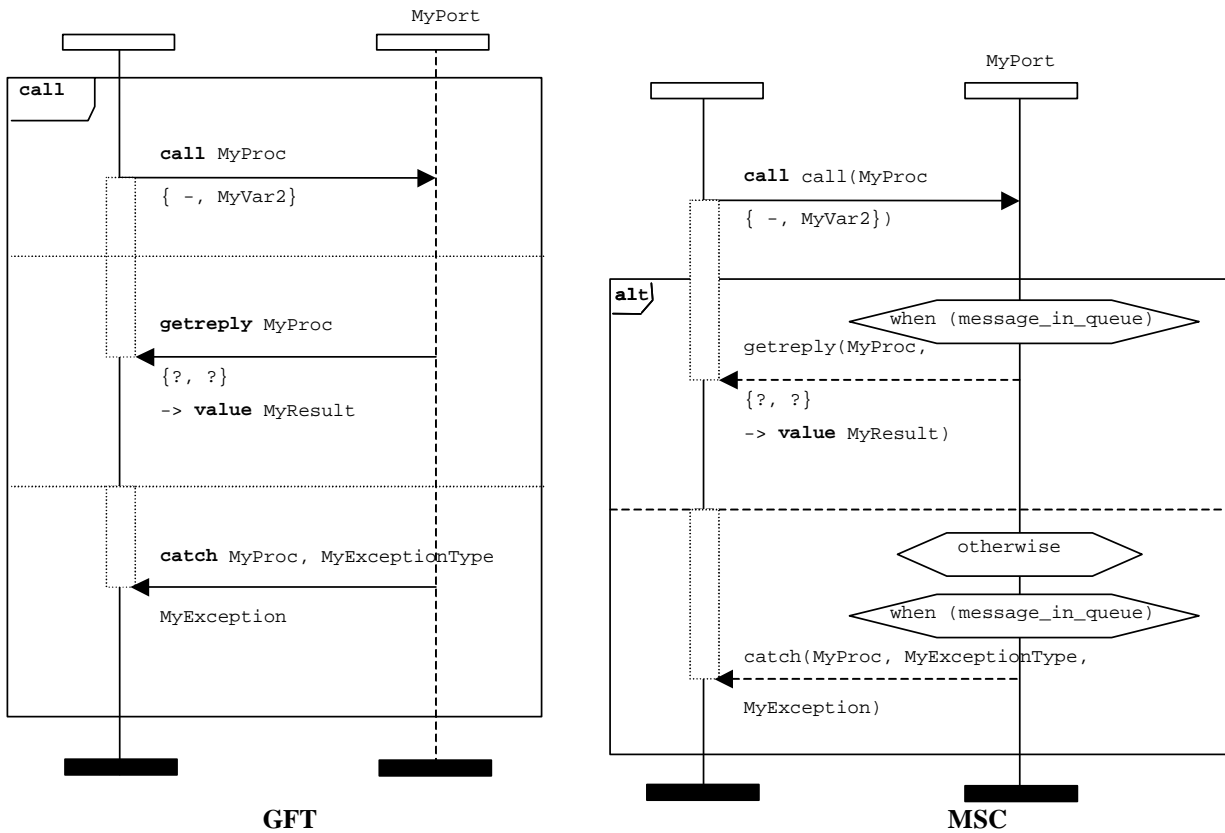 MyPort
call
call MyProc
{ -, MyVar2}
getreply MyProc
{?, ?}
-> value MyResult
catch MyProc, MyExceptionType
MyException
GFT
MyPort
call call(MyProc
{ -, MyVar2})
alt
when (message_in_queue)
getreply(MyProc,
{?, ?}
-> value MyResult)
otherwise
when (message_in_queue)
catch(MyProc, MyExceptionType,
MyException)
MSC